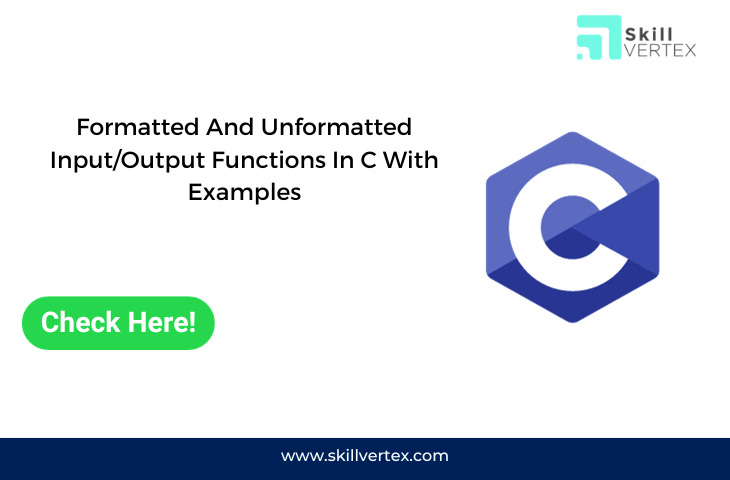 Skill
VERTEX
Formatted And Unformatted
Input/Output Functions In C With
Examples
Check Here!
www.skillvertex.com